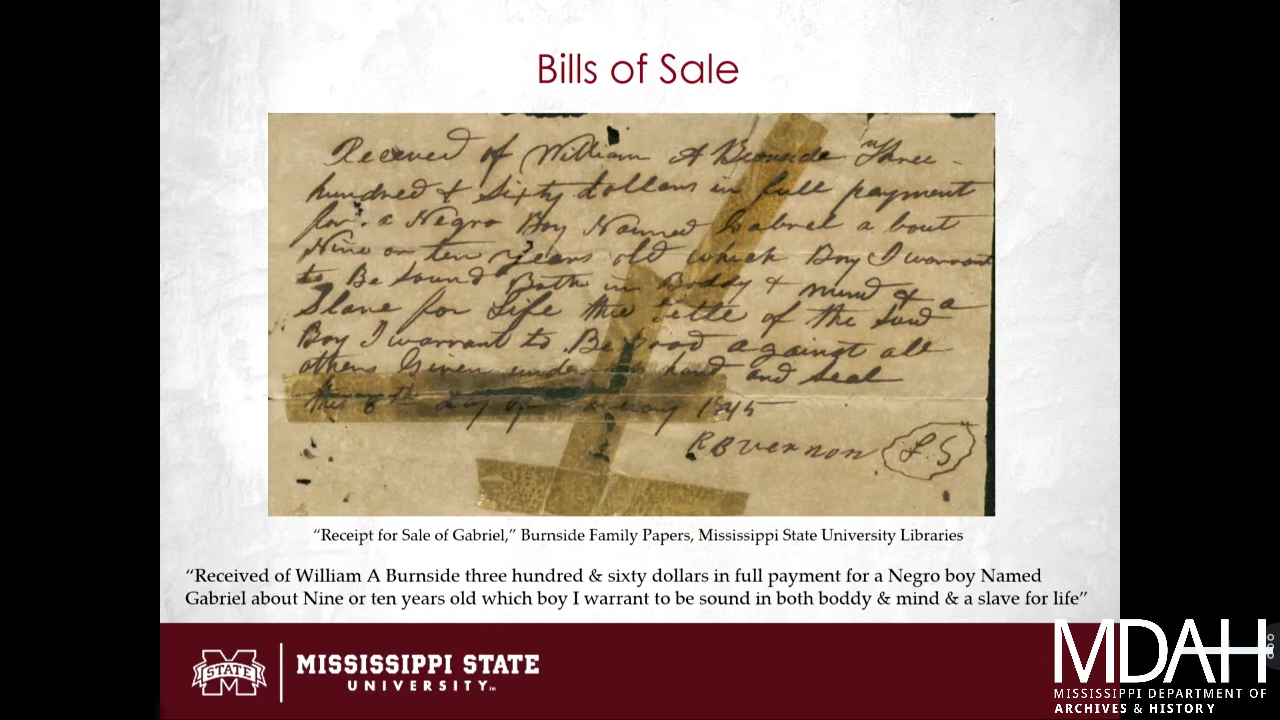 Bills of Sale
Received of William A Burnside Three
hundred & Sixty dollars in full payment
for a Negro Boy Named Gabriel a bout
Nine or ten years old which Boy I warrant
to Be Sound Both in Boddy & mind & a
Slave for Life the title of the Said
Boy I warrant to Be Good against all
others Given under hand and seal
this 8th day of 1845
R B Vernon L.S
“Receipt for Sale of Gabriel,” Burnside Family Papers, Mississippi State University Libraries
“Received of William A Burnside three hundred & sixty dollars in full payment for a Negro boy Named
Gabriel about Nine or ten years old which boy I warrant to be sound in both boddy & mind & a slave for life”
STATE
MISSISSIPPI STATE
UNIVERSITY™
MDAH
MISSISSIPPI DEPARTMENT OF
ARCHIVES & HISTORY